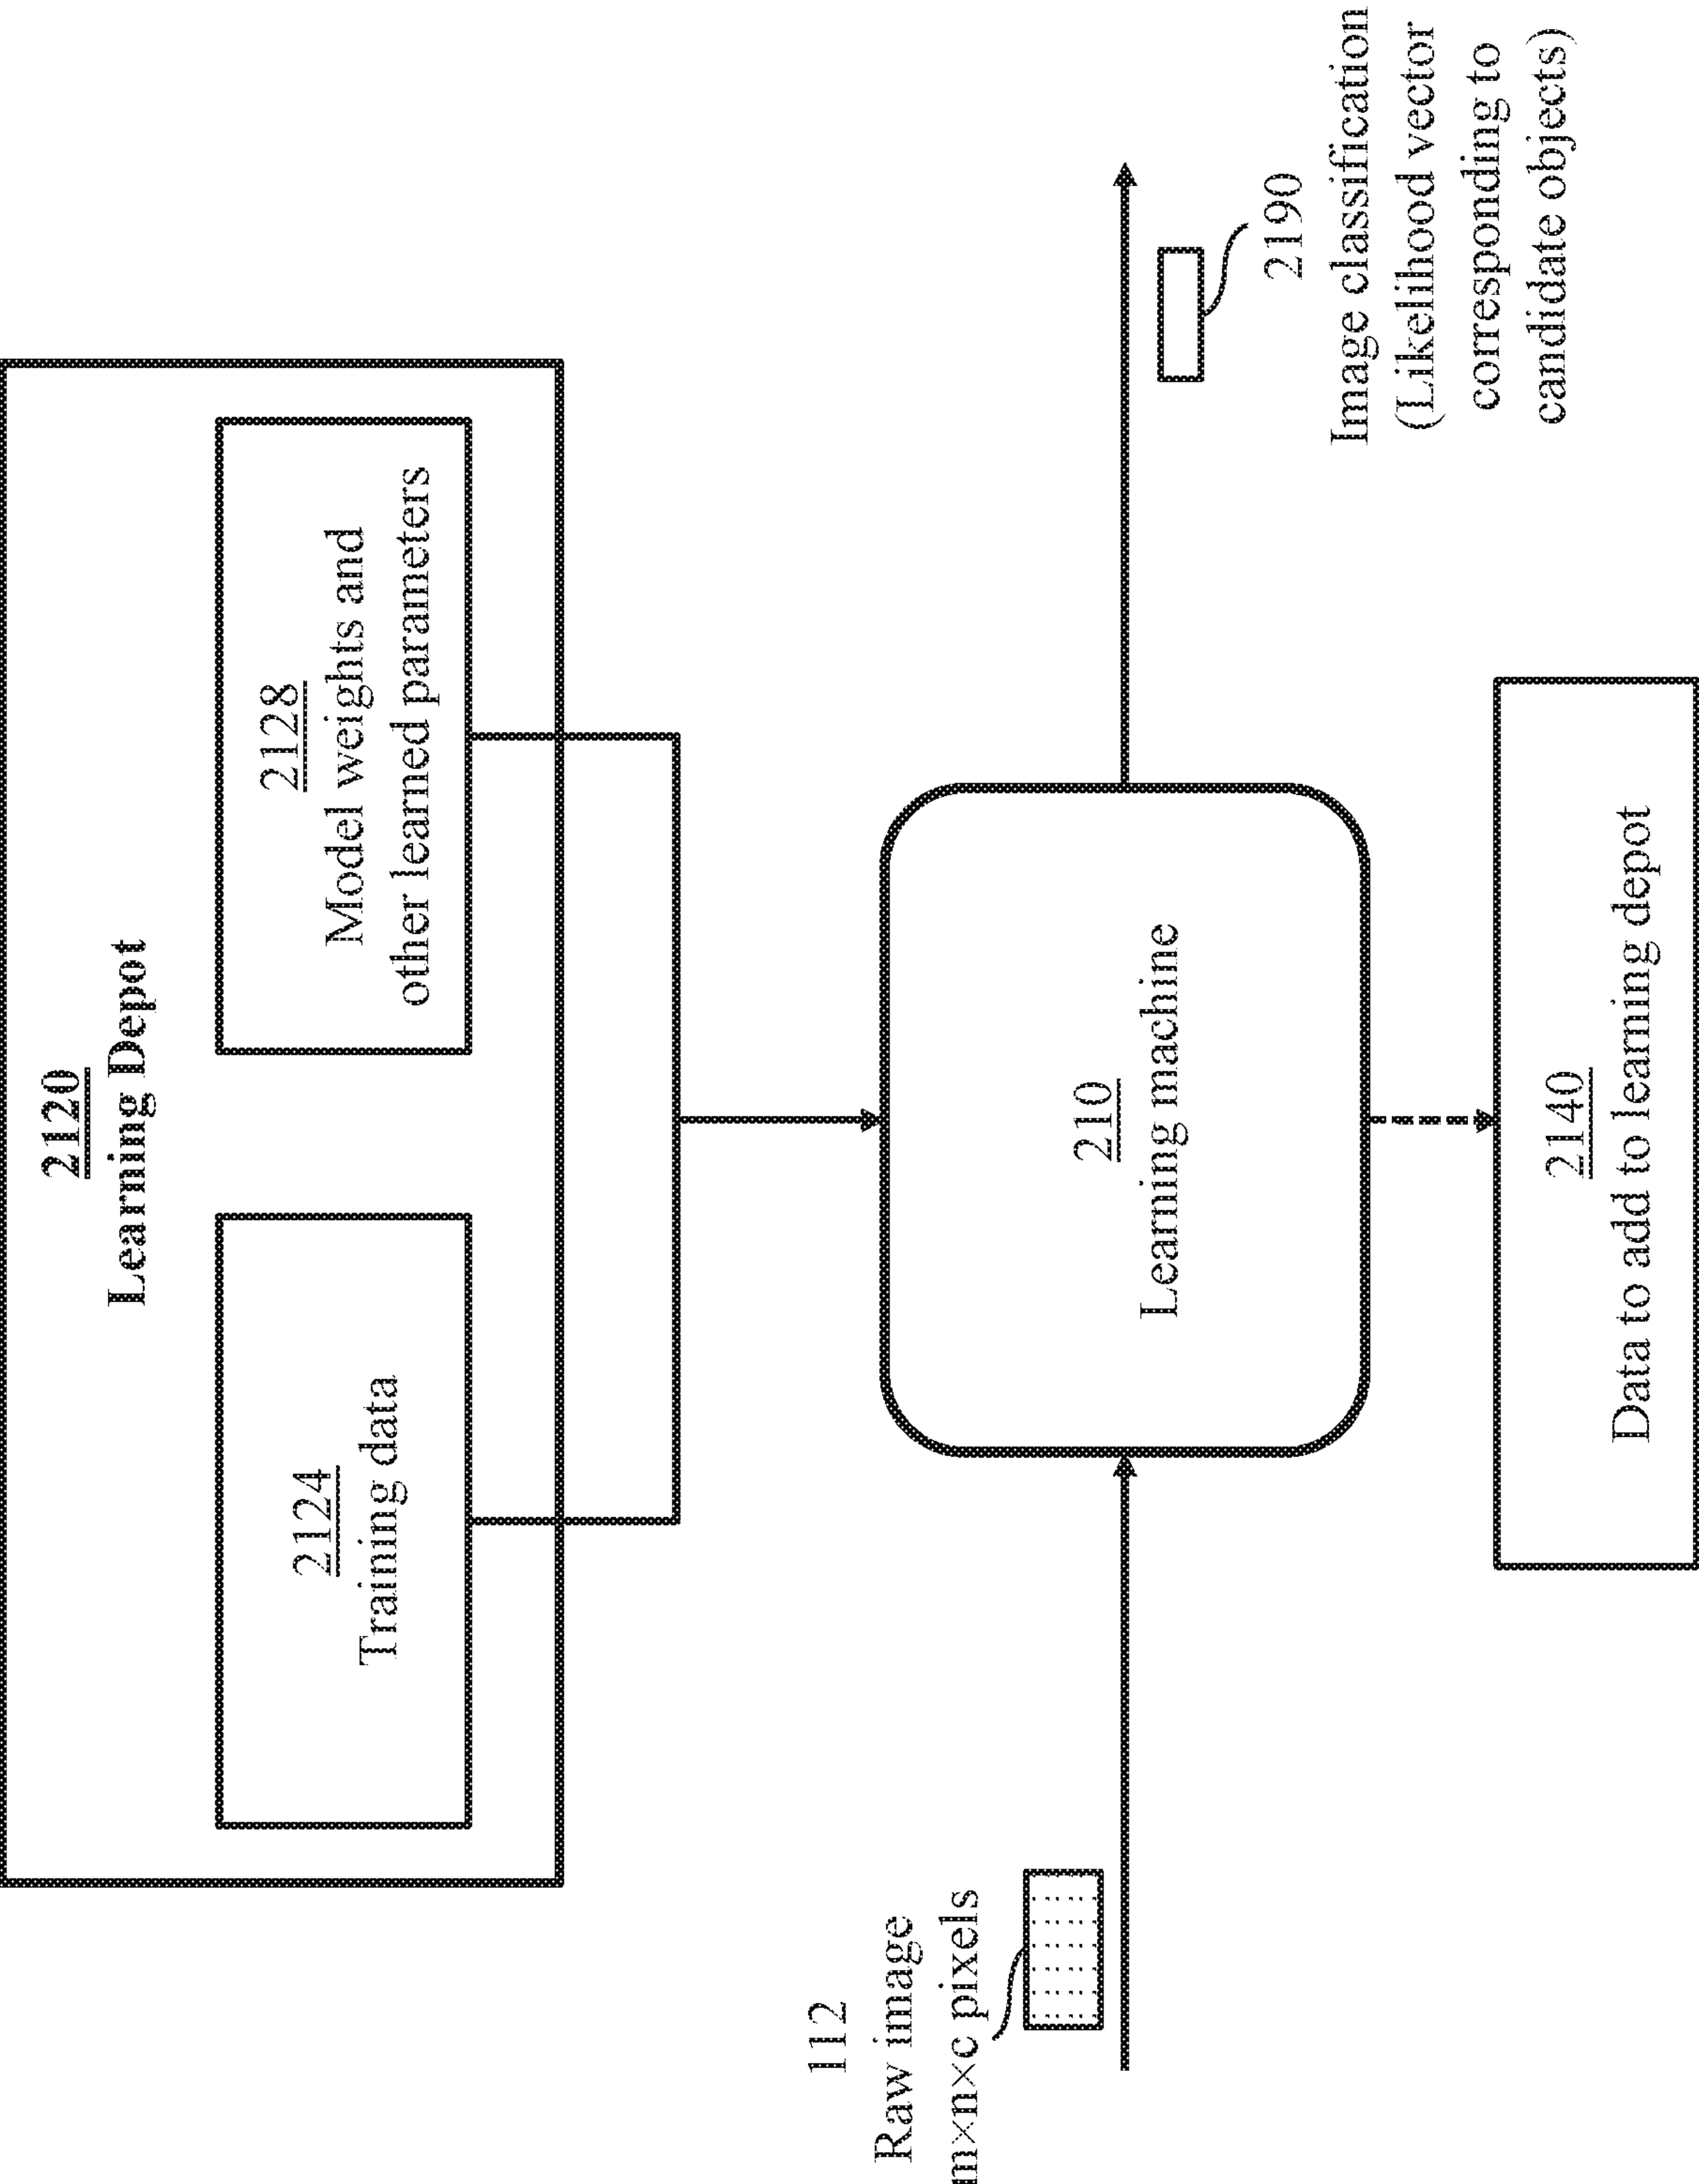 2120
Learning Depot
2124
Training data
2128
Model weights and
other learned parameters
112
Raw image
m×n×c pixels
210
Learning machine
2190
Image classification
(Likelihood vector
corresponding to
candidate objects)
2140
Data to add to learning depot